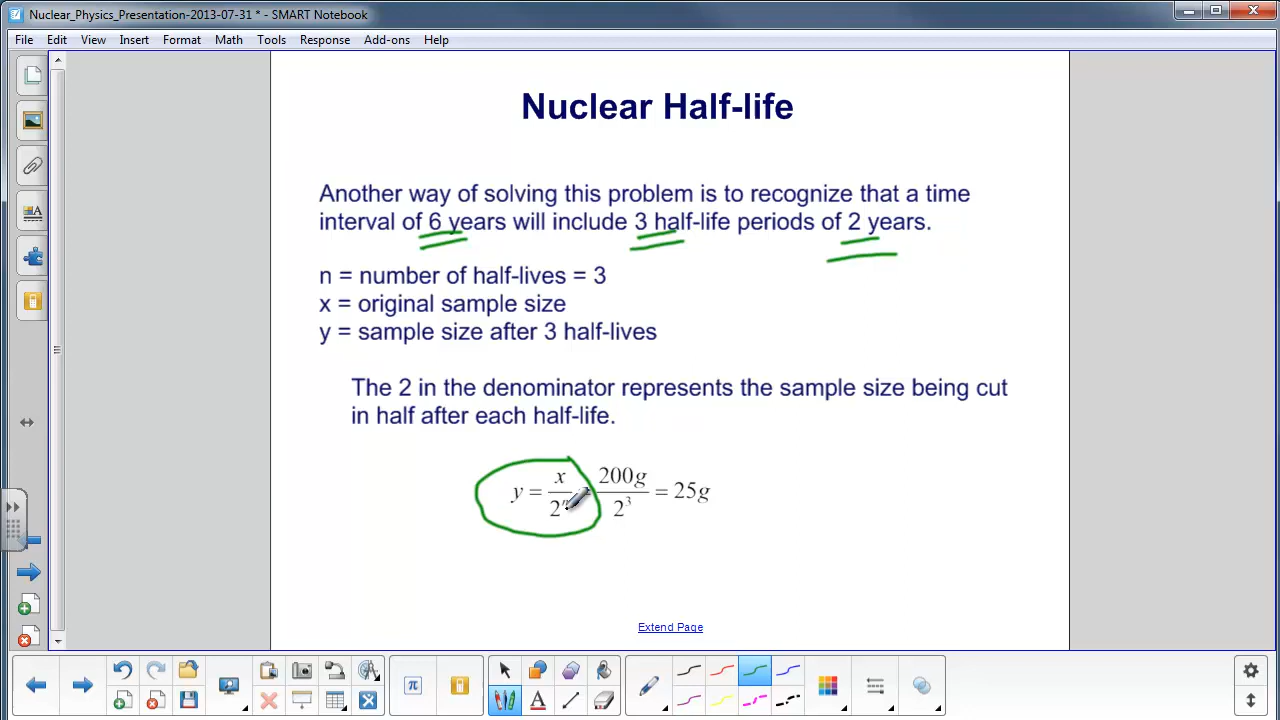 Nuclear_Physics_Presentation-2013-07-31 * - SMART Notebook
File Edit View Insert Format Math Tools Response Add-ons Help
Nuclear Half-life
Another way of solving this problem is to recognize that a time
interval of 6 years will include 3 half-life periods of 2 years.
n = number of half-lives = 3
x = original sample size
y = sample size after 3 half-lives
The 2 in the denominator represents the sample size being cut
in half after each half-life.
y = x/2ⁿ = 200g/2³ = 25g
Extend Page